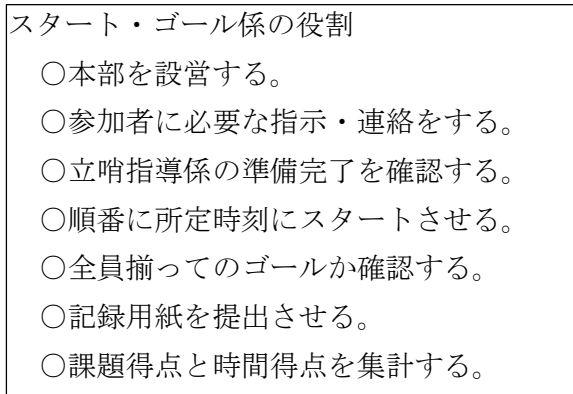 スタート・ゴール係の役割
○本部を設営する。
○参加者に必要な指示・連絡をする。
○立哨指導係の準備完了を確認する。
○順番に所定時刻にスタートさせる。
○全員揃ってのゴールか確認する。
○記録用紙を提出させる。
○課題得点と時間得点を集計する。